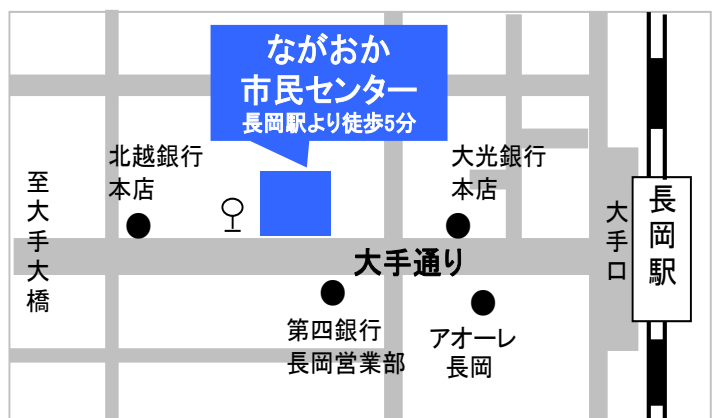 ながおか
市民センター
長岡駅より徒歩5分
北越銀行
本店
大光銀行
本店
至大手大橋
大手口
長岡駅
大手通り
第四銀行
長岡営業部
アオーレ
長岡